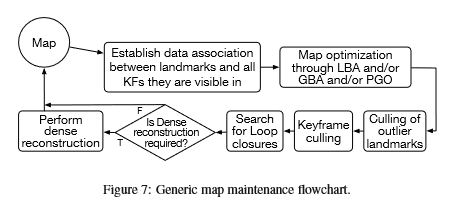 Map
Establish data association
between landmarks and all
KFs they are visible in
Map optimization
through LBA and/or
GBA and/or PGO
Culling of
outlier
landmarks
Keyframe
culling
Search
for Loop
closures
Is Dense
reconstruction
required?
F
T
Perform
dense
reconstruction
Figure 7: Generic map maintenance flowchart.